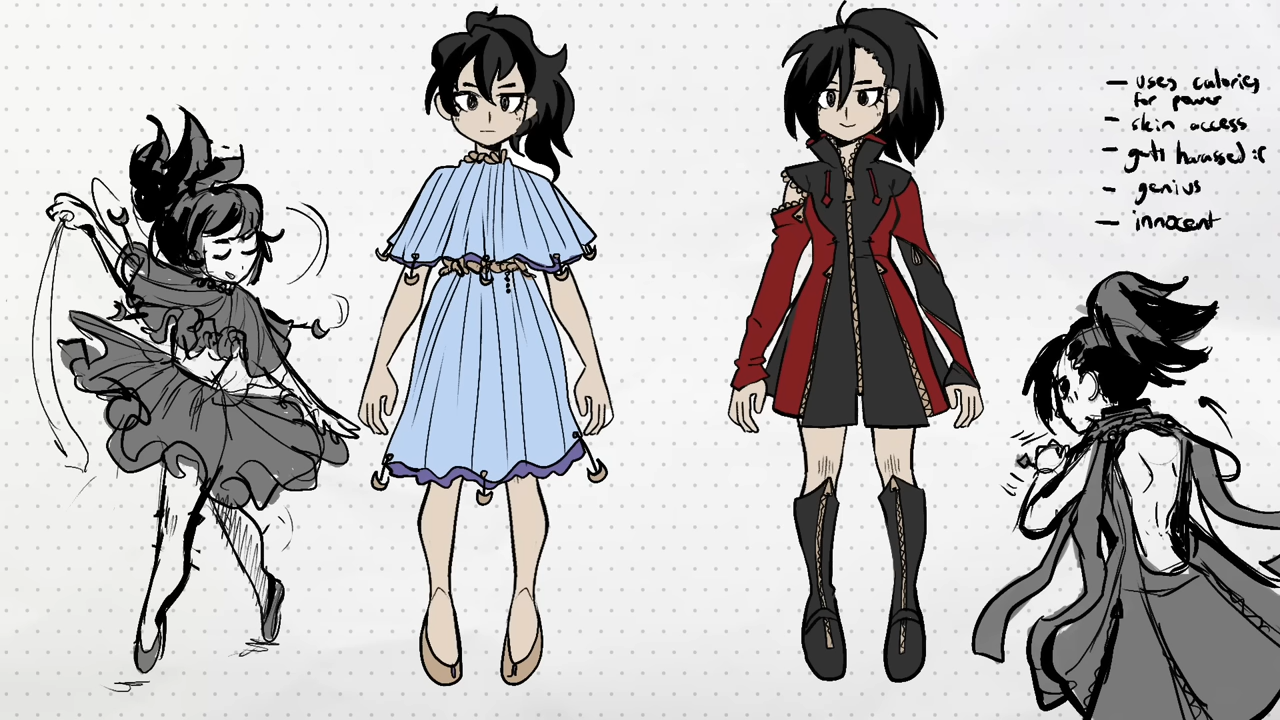 — uses calories
for power
— skin access
— gets harassed :(
— genius
— innocent